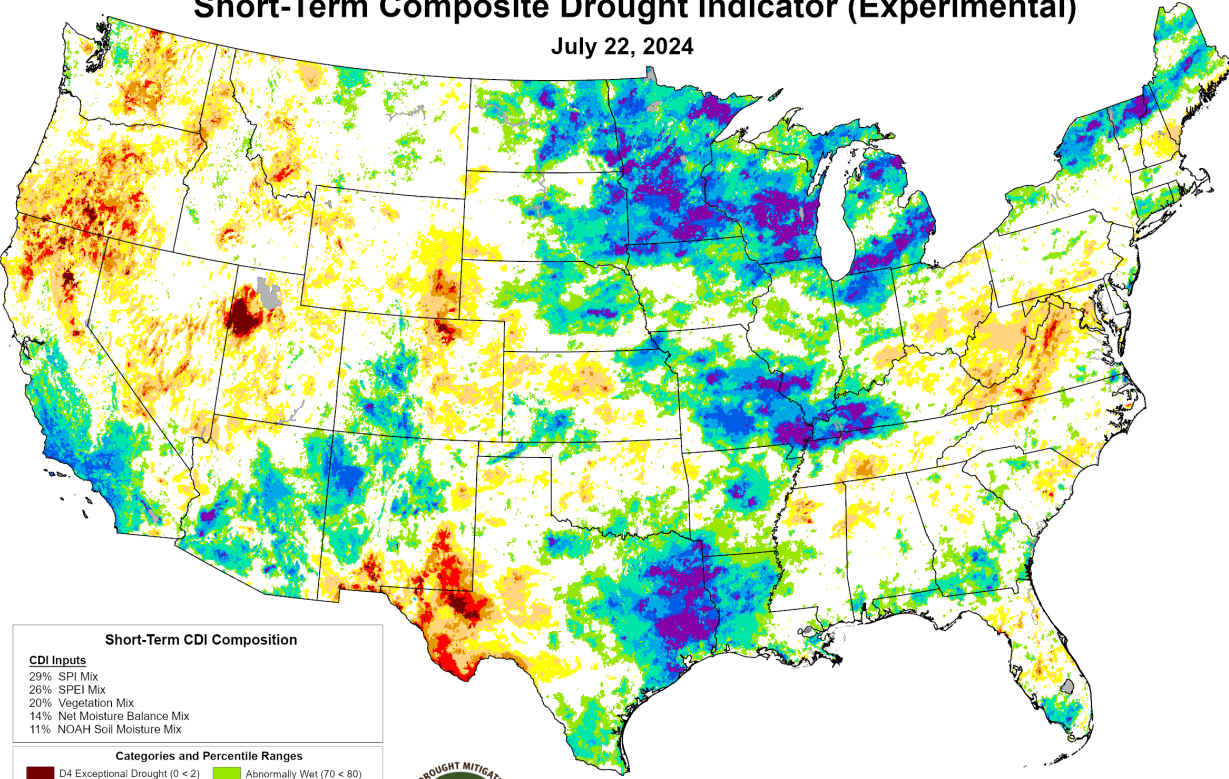 Short-Term Composite Drought Indicator (Experimental)
July 22, 2024
Short-Term CDI Composition
CDI Inputs
29% SPI Mix
26% SPEI Mix
20% Vegetation Mix
14% Net Moisture Balance Mix
11% NOAH Soil Moisture Mix
Categories and Percentile Ranges
D4 Exceptional Drought (0 < 2)
Abnormally Wet (70 < 80)
DROUGHT MITIGAT